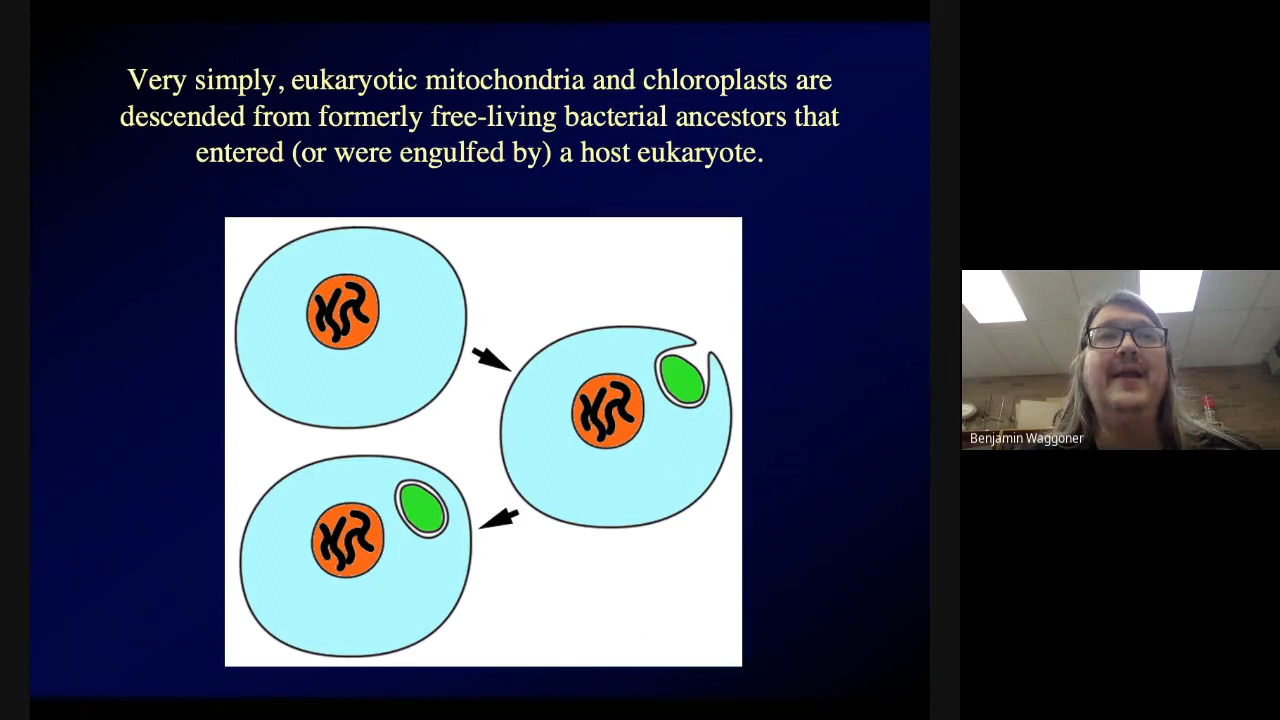 Very simply, eukaryotic mitochondria and chloroplasts are
descended from formerly free-living bacterial ancestors that
entered (or were engulfed by) a host eukaryote.
Benjamin Waggoner